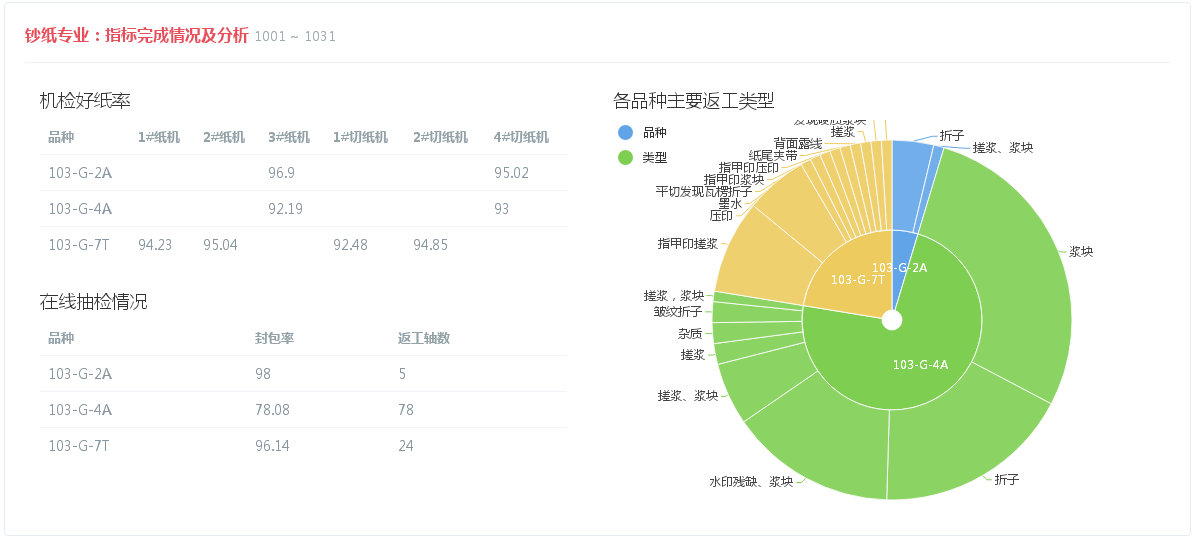 钞纸专业：指标完成情况及分析 1001 ~ 1031
机检好纸率
品种 1#纸机 2#纸机 3#纸机 1#切纸机 2#切纸机 4#切纸机
103-G-2A 96.9 95.02
103-G-4A 92.19 93
103-G-7T 94.23 95.04 92.48 94.85
在线抽检情况
品种 封包率 返工轴数
103-G-2A 98 5
103-G-4A 78.08 78
103-G-7T 96.14 24
各品种主要返工类型
品种
类型
搓浆
背面露线
纸尾夹带
指甲印压印
指甲印浆块
平切发现瓦楞折子
墨水
压印
指甲印搓浆
搓浆，浆块
皱纹折子
杂质
搓浆
搓浆、浆块
水印残缺、浆块
折子
搓浆、浆块
浆块
折子
103-G-2A
103-G-7T
103-G-4A